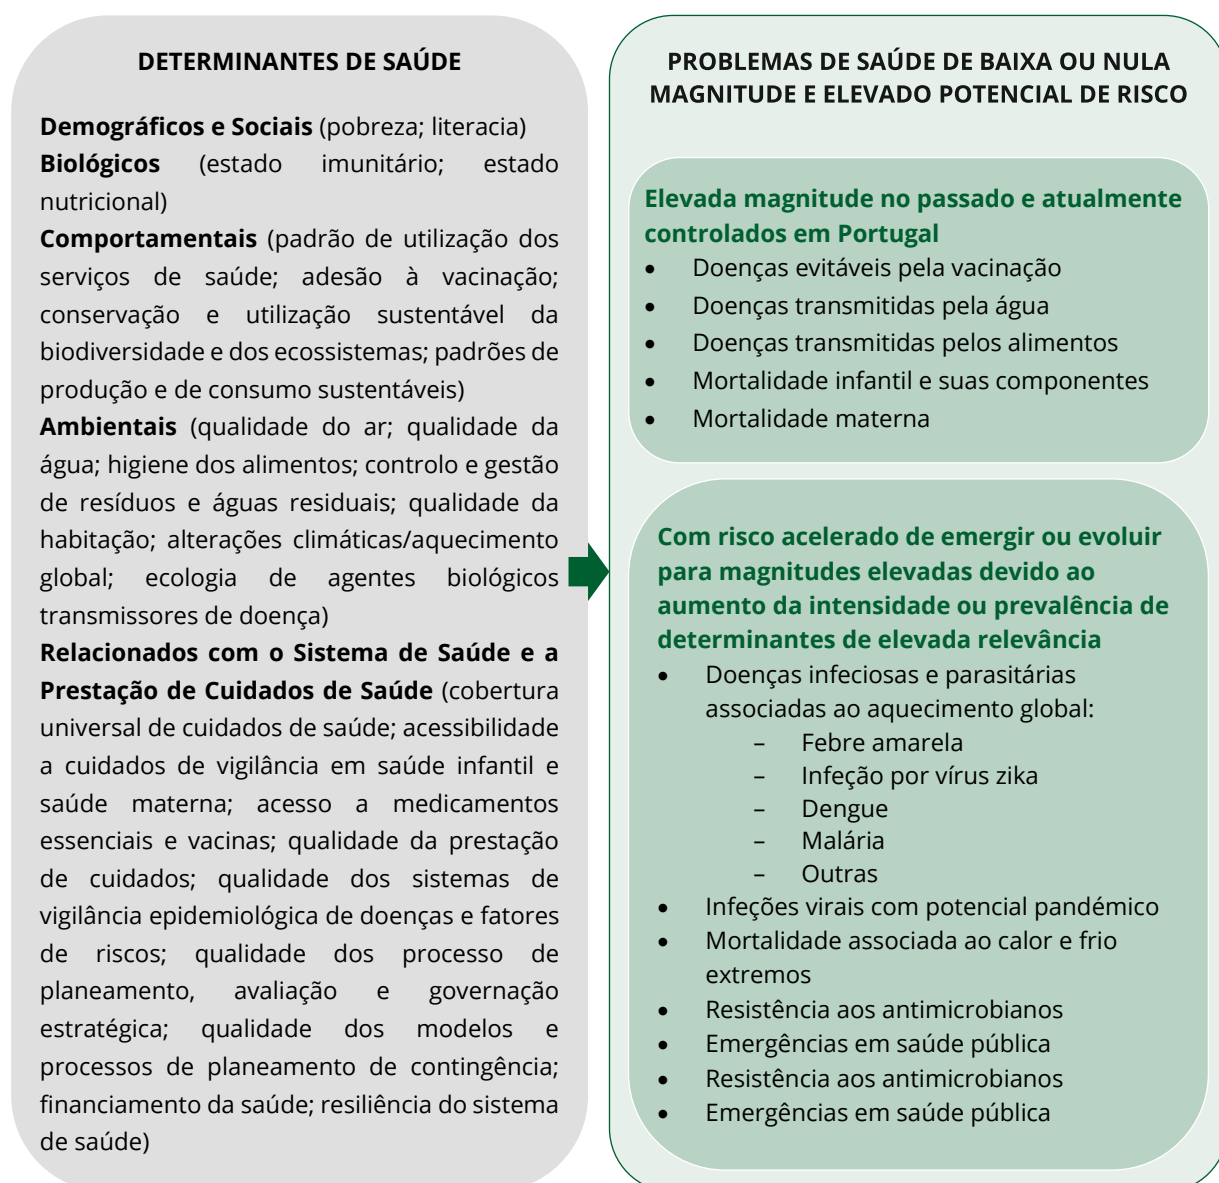 DETERMINANTES DE SAÚDE
Demográficos e Sociais (pobreza; literacia)
Biológicos (estado imunitário; estado
nutricional)
Comportamentais (padrão de utilização dos
serviços de saúde; adesão à vacinação;
conservação e utilização sustentável da
biodiversidade e dos ecossistemas; padrões de
produção e de consumo sustentáveis)
Ambientais (qualidade do ar; qualidade da
água; higiene dos alimentos; controlo e gestão
de resíduos e águas residuais; qualidade da
habitação; alterações climáticas/aquecimento
global; ecologia de agentes biológicos
transmissores de doença)
Relacionados com o Sistema de Saúde e a
Prestação de Cuidados de Saúde (cobertura
universal de cuidados de saúde; acessibilidade
a cuidados de vigilância em saúde infantil e
saúde materna; acesso a medicamentos
essenciais e vacinas; qualidade da prestação
de cuidados; qualidade dos sistemas de
vigilância epidemiológica de doenças e fatores
de riscos; qualidade dos processo de
planeamento, avaliação e governação
estratégica; qualidade dos modelos e
processos de planeamento de contingência;
financiamento da saúde; resiliência do sistema
de saúde)
PROBLEMAS DE SAÚDE DE BAIXA OU NULA
MAGNITUDE E ELEVADO POTENCIAL DE RISCO
Elevada magnitude no passado e atualmente
controlados em Portugal
• Doenças evitáveis pela vacinação
• Doenças transmitidas pela água
• Doenças transmitidas pelos alimentos
• Mortalidade infantil e suas componentes
• Mortalidade materna
Com risco acelerado de emergir ou evoluir
para magnitudes elevadas devido ao
aumento da intensidade ou prevalência de
determinantes de elevada relevância
• Doenças infeciosas e parasitárias
associadas ao aquecimento global:
– Febre amarela
– Infeção por vírus zika
– Dengue
– Malária
– Outras
• Infeções virais com potencial pandémico
• Mortalidade associada ao calor e frio
extremos
• Resistência aos antimicrobianos
• Emergências em saúde pública
• Resistência aos antimicrobianos
• Emergências em saúde pública